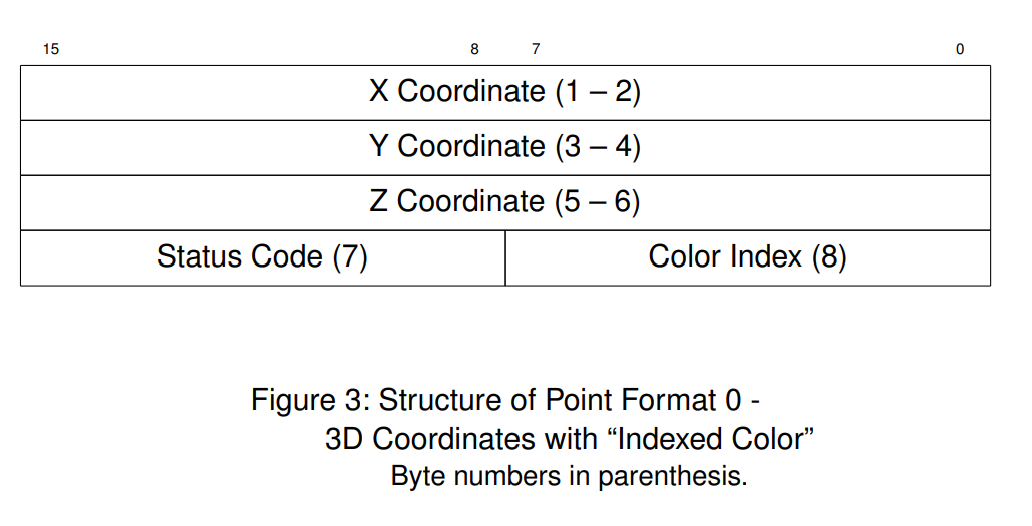 15 8 7 0
X Coordinate (1 – 2)
Y Coordinate (3 – 4)
Z Coordinate (5 – 6)
Status Code (7) Color Index (8)
Figure 3: Structure of Point Format 0 -
3D Coordinates with “Indexed Color”
Byte numbers in parenthesis.